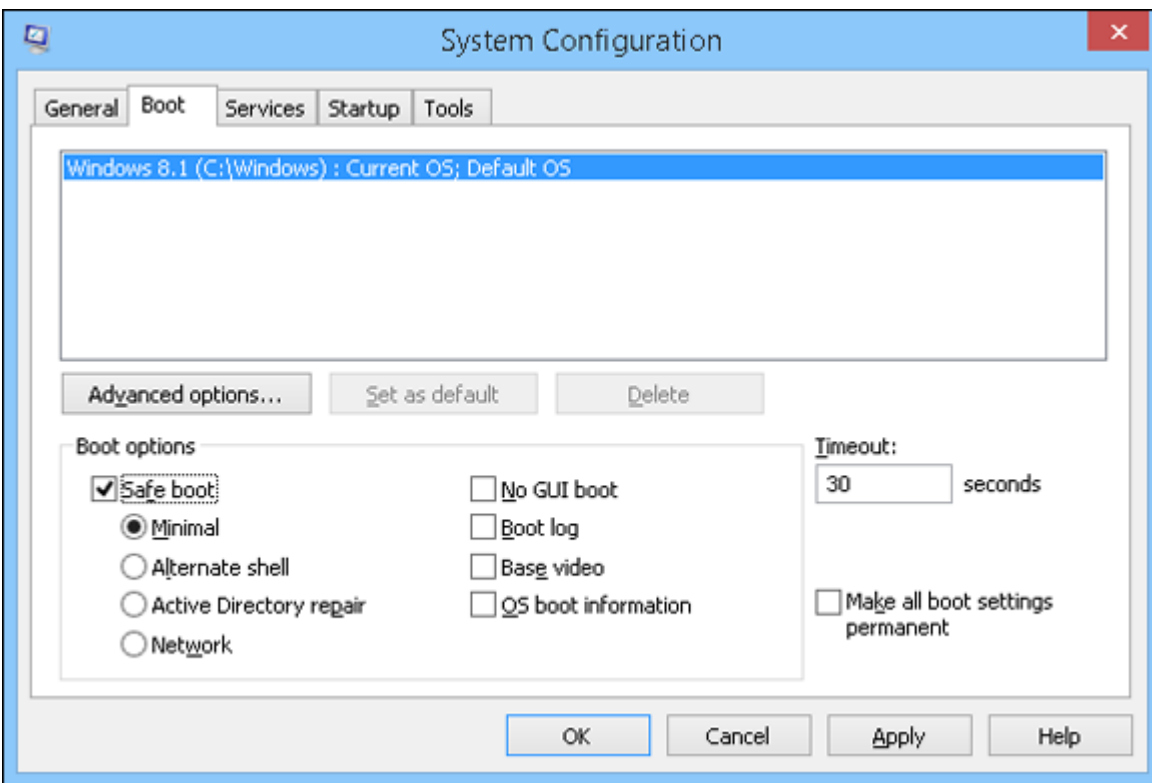 System Configuration
General Boot Services Startup Tools
Windows 8.1 (C:\Windows) : Current OS; Default OS
Advanced options... Set as default Delete
Boot options
Timeout:
Safe boot No GUI boot 30 seconds
Minimal Boot log
Alternate shell Base video
Active Directory repair OS boot information Make all boot settings
permanent
Network
OK Cancel Apply Help